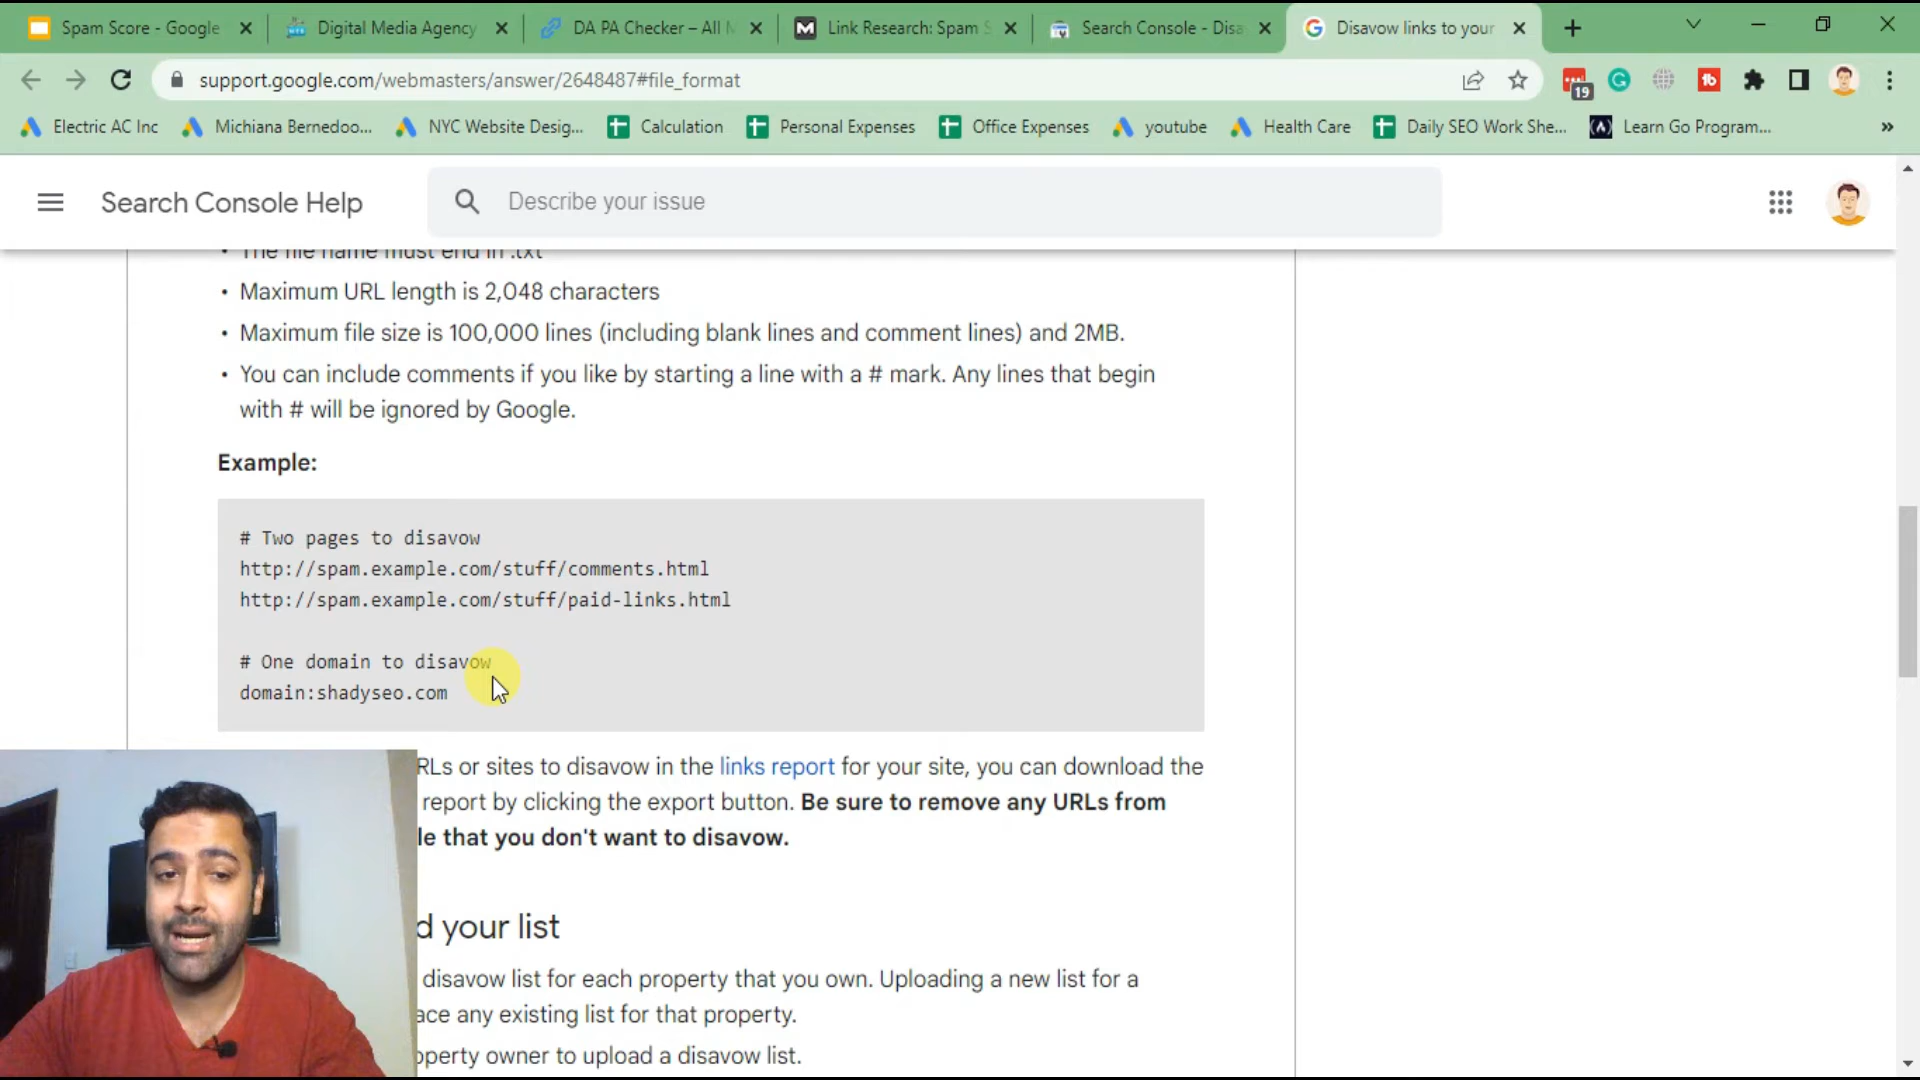 Spam Score - Google
Digital Media Agency
DA PA Checker – All M
Link Research: Spam S
Search Console - Disa
Disavow links to your
support.google.com/webmasters/answer/2648487#file_format
19
Electric AC Inc
Michiana Bernedoo...
NYC Website Desig...
Calculation
Personal Expenses
Office Expenses
youtube
Health Care
Daily SEO Work She...
Learn Go Program...
Search Console Help
Describe your issue
• The file name must end in .txt
• Maximum URL length is 2,048 characters
• Maximum file size is 100,000 lines (including blank lines and comment lines) and 2MB.
• You can include comments if you like by starting a line with a # mark. Any lines that begin
with # will be ignored by Google.
Example:
# Two pages to disavow
http://spam.example.com/stuff/comments.html
http://spam.example.com/stuff/paid-links.html
# One domain to disavow
domain:shadyseo.com
RLs or sites to disavow in the links report for your site, you can download the
report by clicking the export button. Be sure to remove any URLs from
le that you don't want to disavow.
d your list
disavow list for each property that you own. Uploading a new list for a
ace any existing list for that property.
operty owner to upload a disavow list.